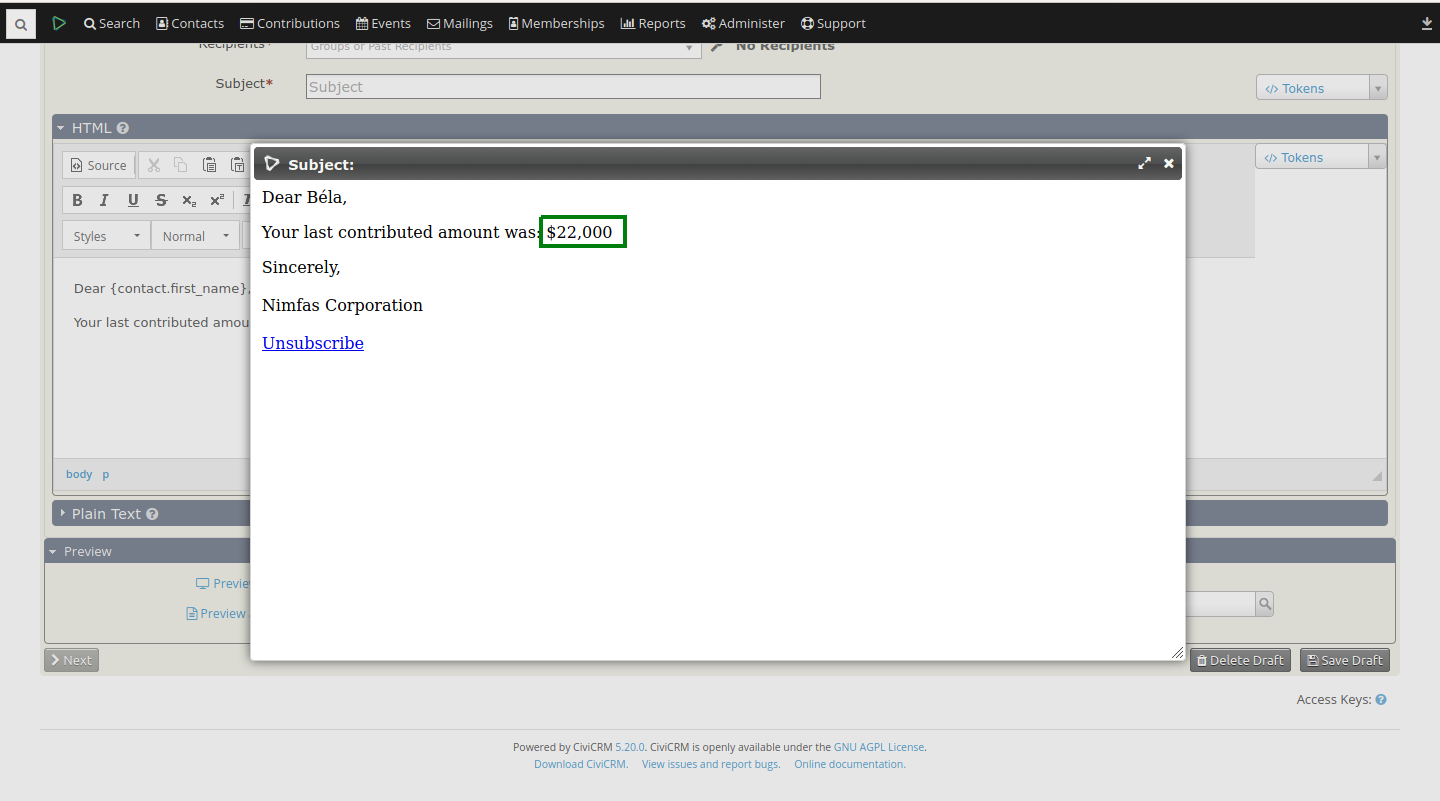 Search Contacts Contributions Events Mailings Memberships Reports Administer Support
Recipients* Groups or Past Recipients No Recipients
Subject* Subject Tokens
HTML
Source
Tokens
B I U S x₂ x²
Styles Normal
Dear {contact.first_name},
Your last contributed amou
body p
Subject:
Dear Béla,
Your last contributed amount was: $22,000
Sincerely,
Nimfas Corporation
Unsubscribe
Plain Text
Preview
Previe
Preview
Next Delete Draft Save Draft
Access Keys:
Powered by CiviCRM 5.20.0. CiviCRM is openly available under the GNU AGPL License.
Download CiviCRM. View issues and report bugs. Online documentation.